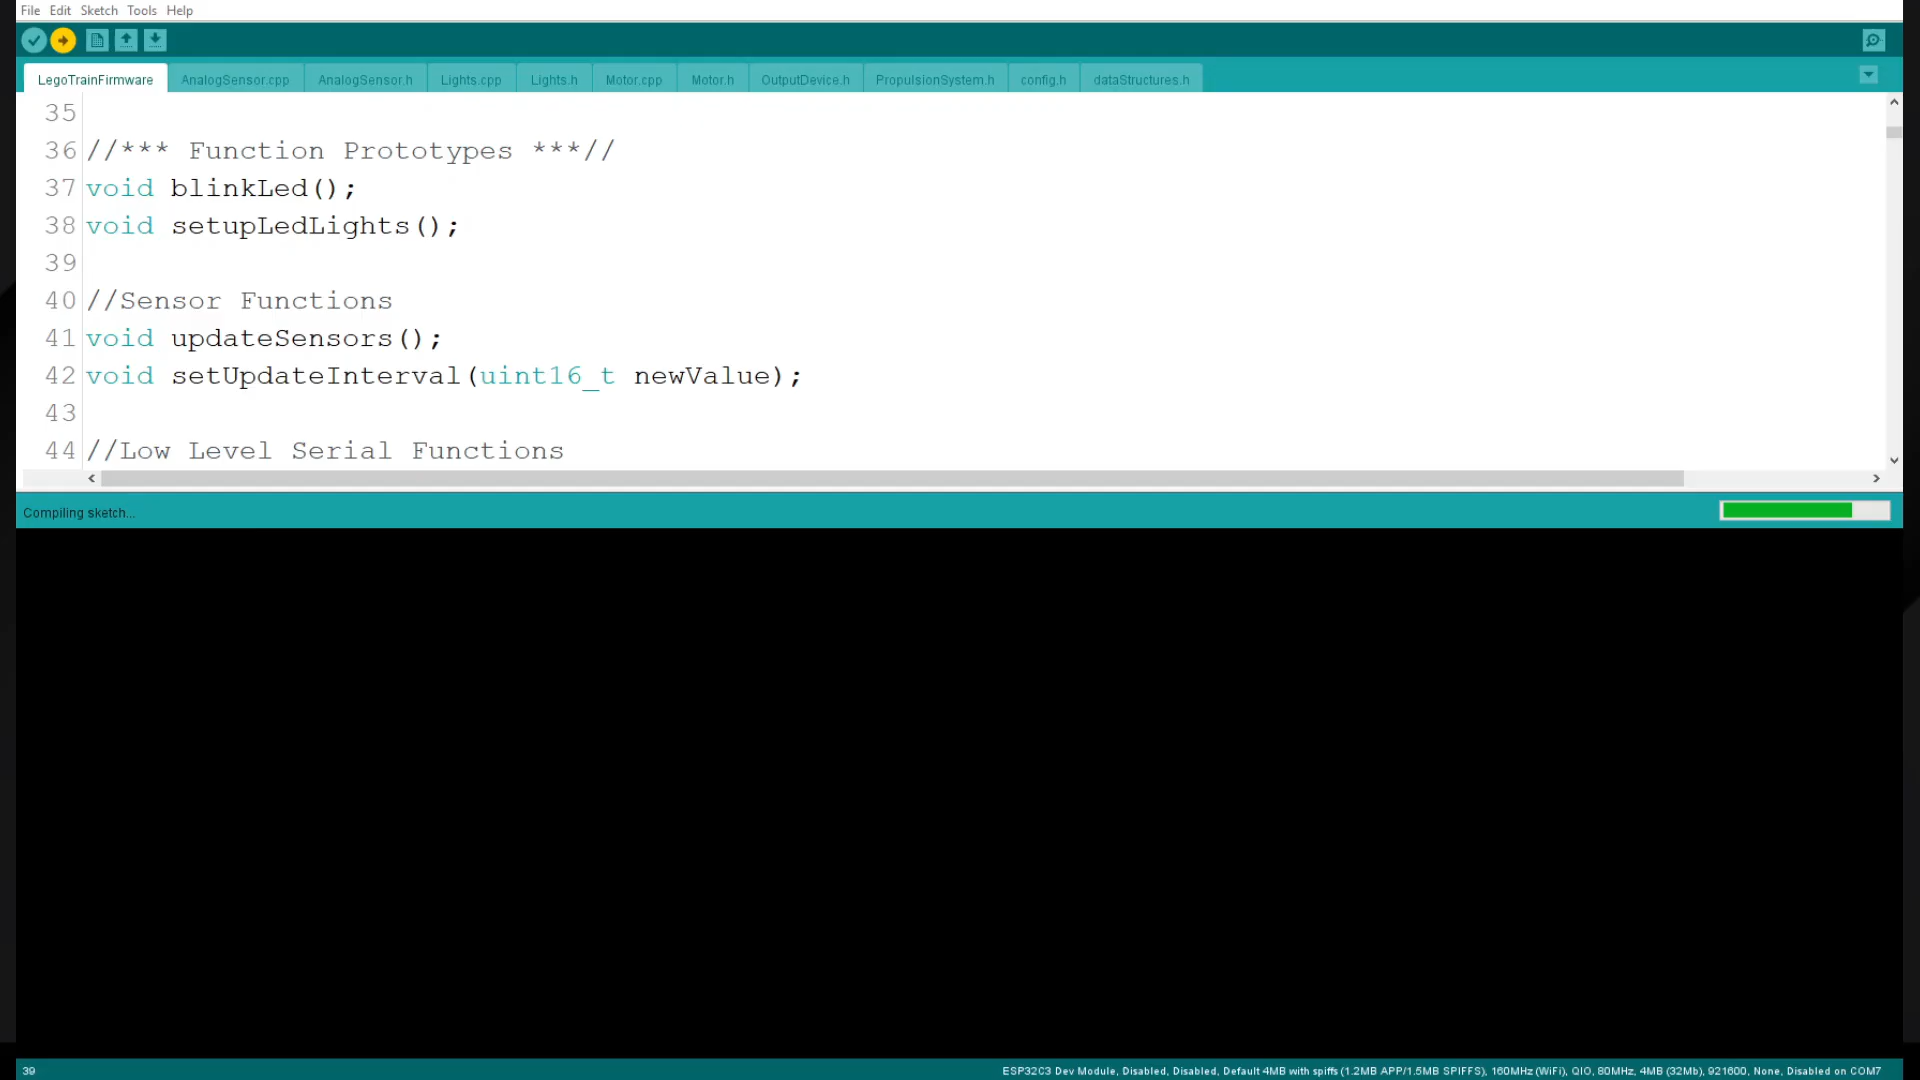 File Edit Sketch Tools Help
LegoTrainFirmware AnalogSensor.cpp AnalogSensor.h Lights.cpp Lights.h Motor.cpp Motor.h OutputDevice.h PropulsionSystem.h config.h dataStructures.h
35
36 //*** Function Prototypes ***//
37 void blinkLed();
38 void setupLedLights();
39
40 //Sensor Functions
41 void updateSensors();
42 void setUpdateInterval(uint16_t newValue);
43
44 //Low Level Serial Functions
Compiling sketch...
39 ESP32C3 Dev Module, Disabled, Disabled, Default 4MB with spiffs (1.2MB APP/1.5MB SPIFFS), 160MHz (WiFi), QIO, 80MHz, 4MB (32Mb), 921600, None, Disabled on COM7